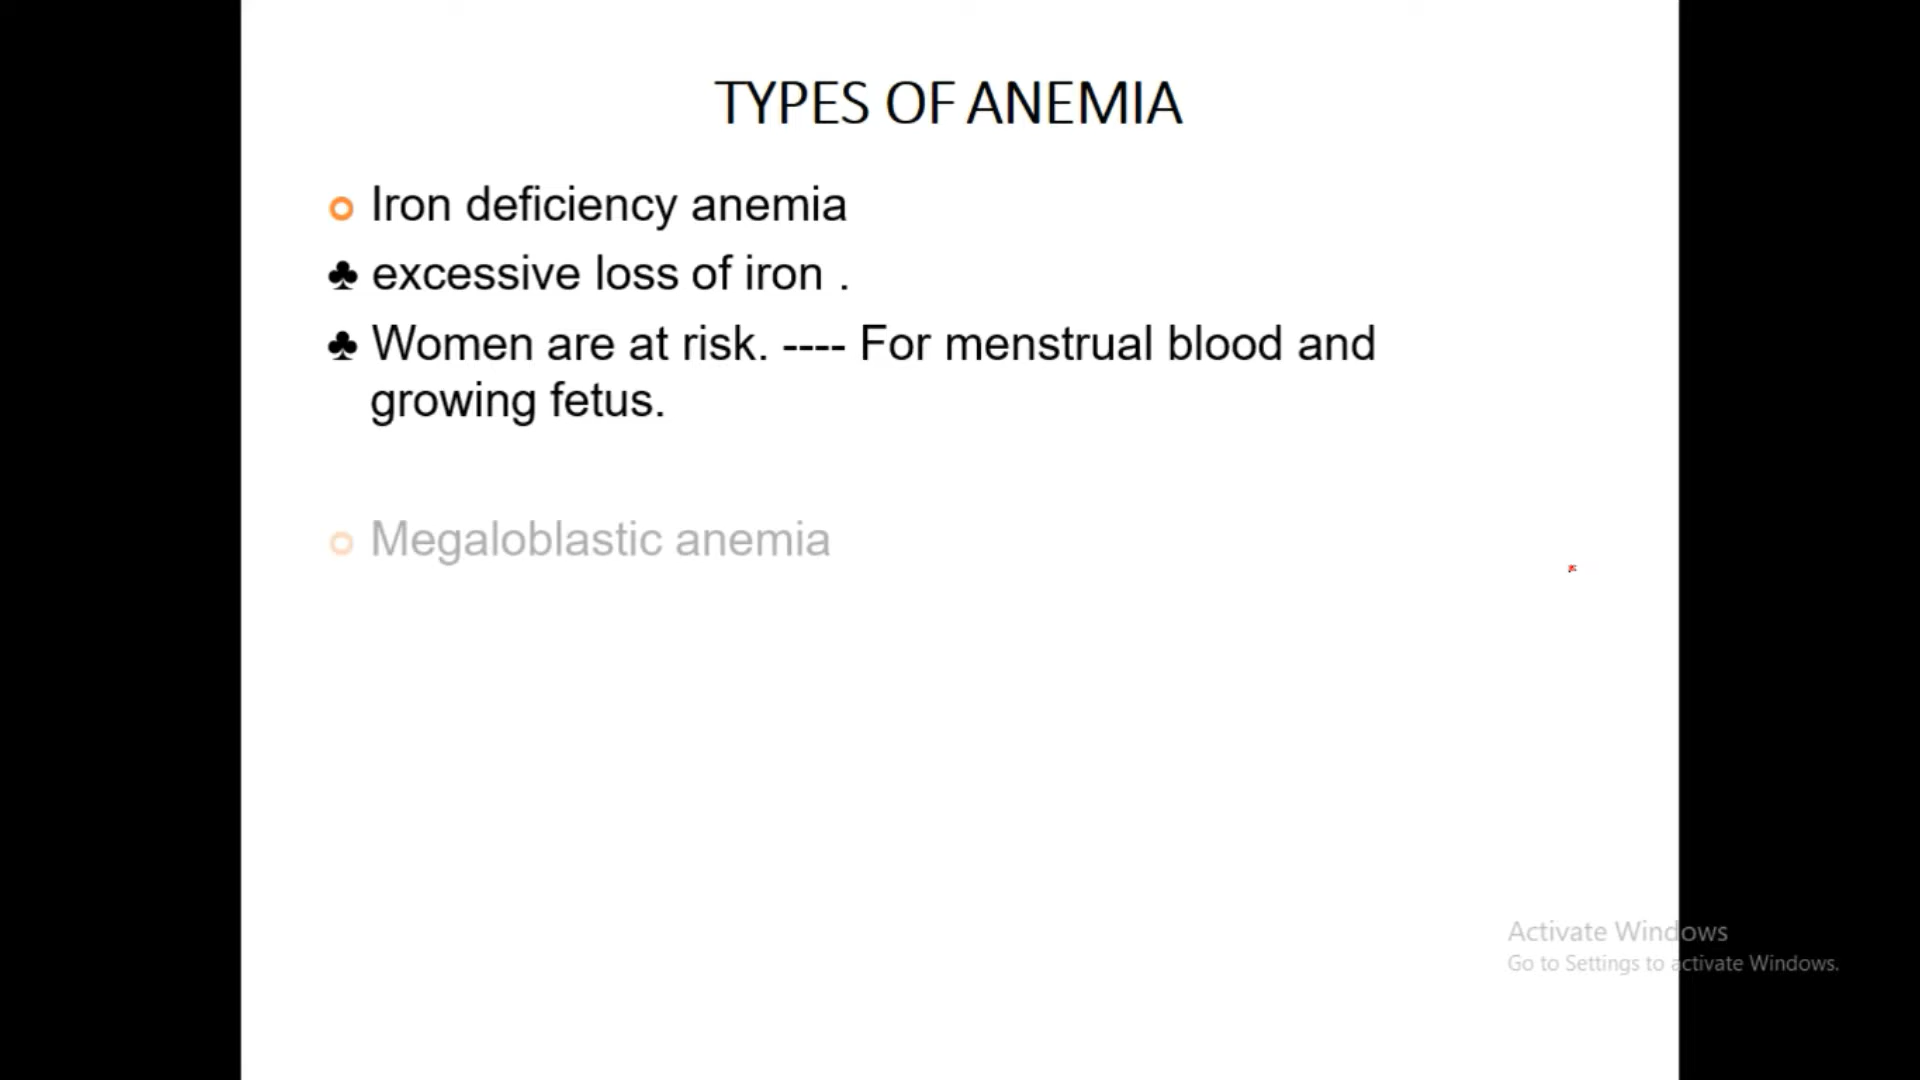 TYPES OF ANEMIA
Iron deficiency anemia
♣ excessive loss of iron .
♣ Women are at risk. ---- For menstrual blood and
growing fetus.
Megaloblastic anemia
Activate Windows
Go to Settings to activate Windows.